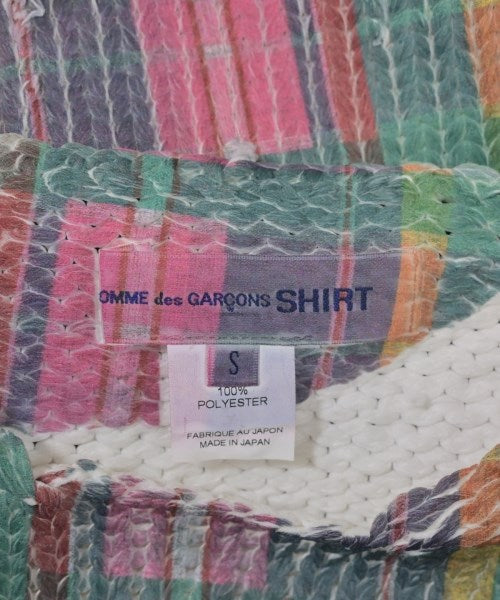 OMME des GARÇONS SHIRT
S
100%
POLYESTER
FABRIQUE AU JAPON
MADE IN JAPAN